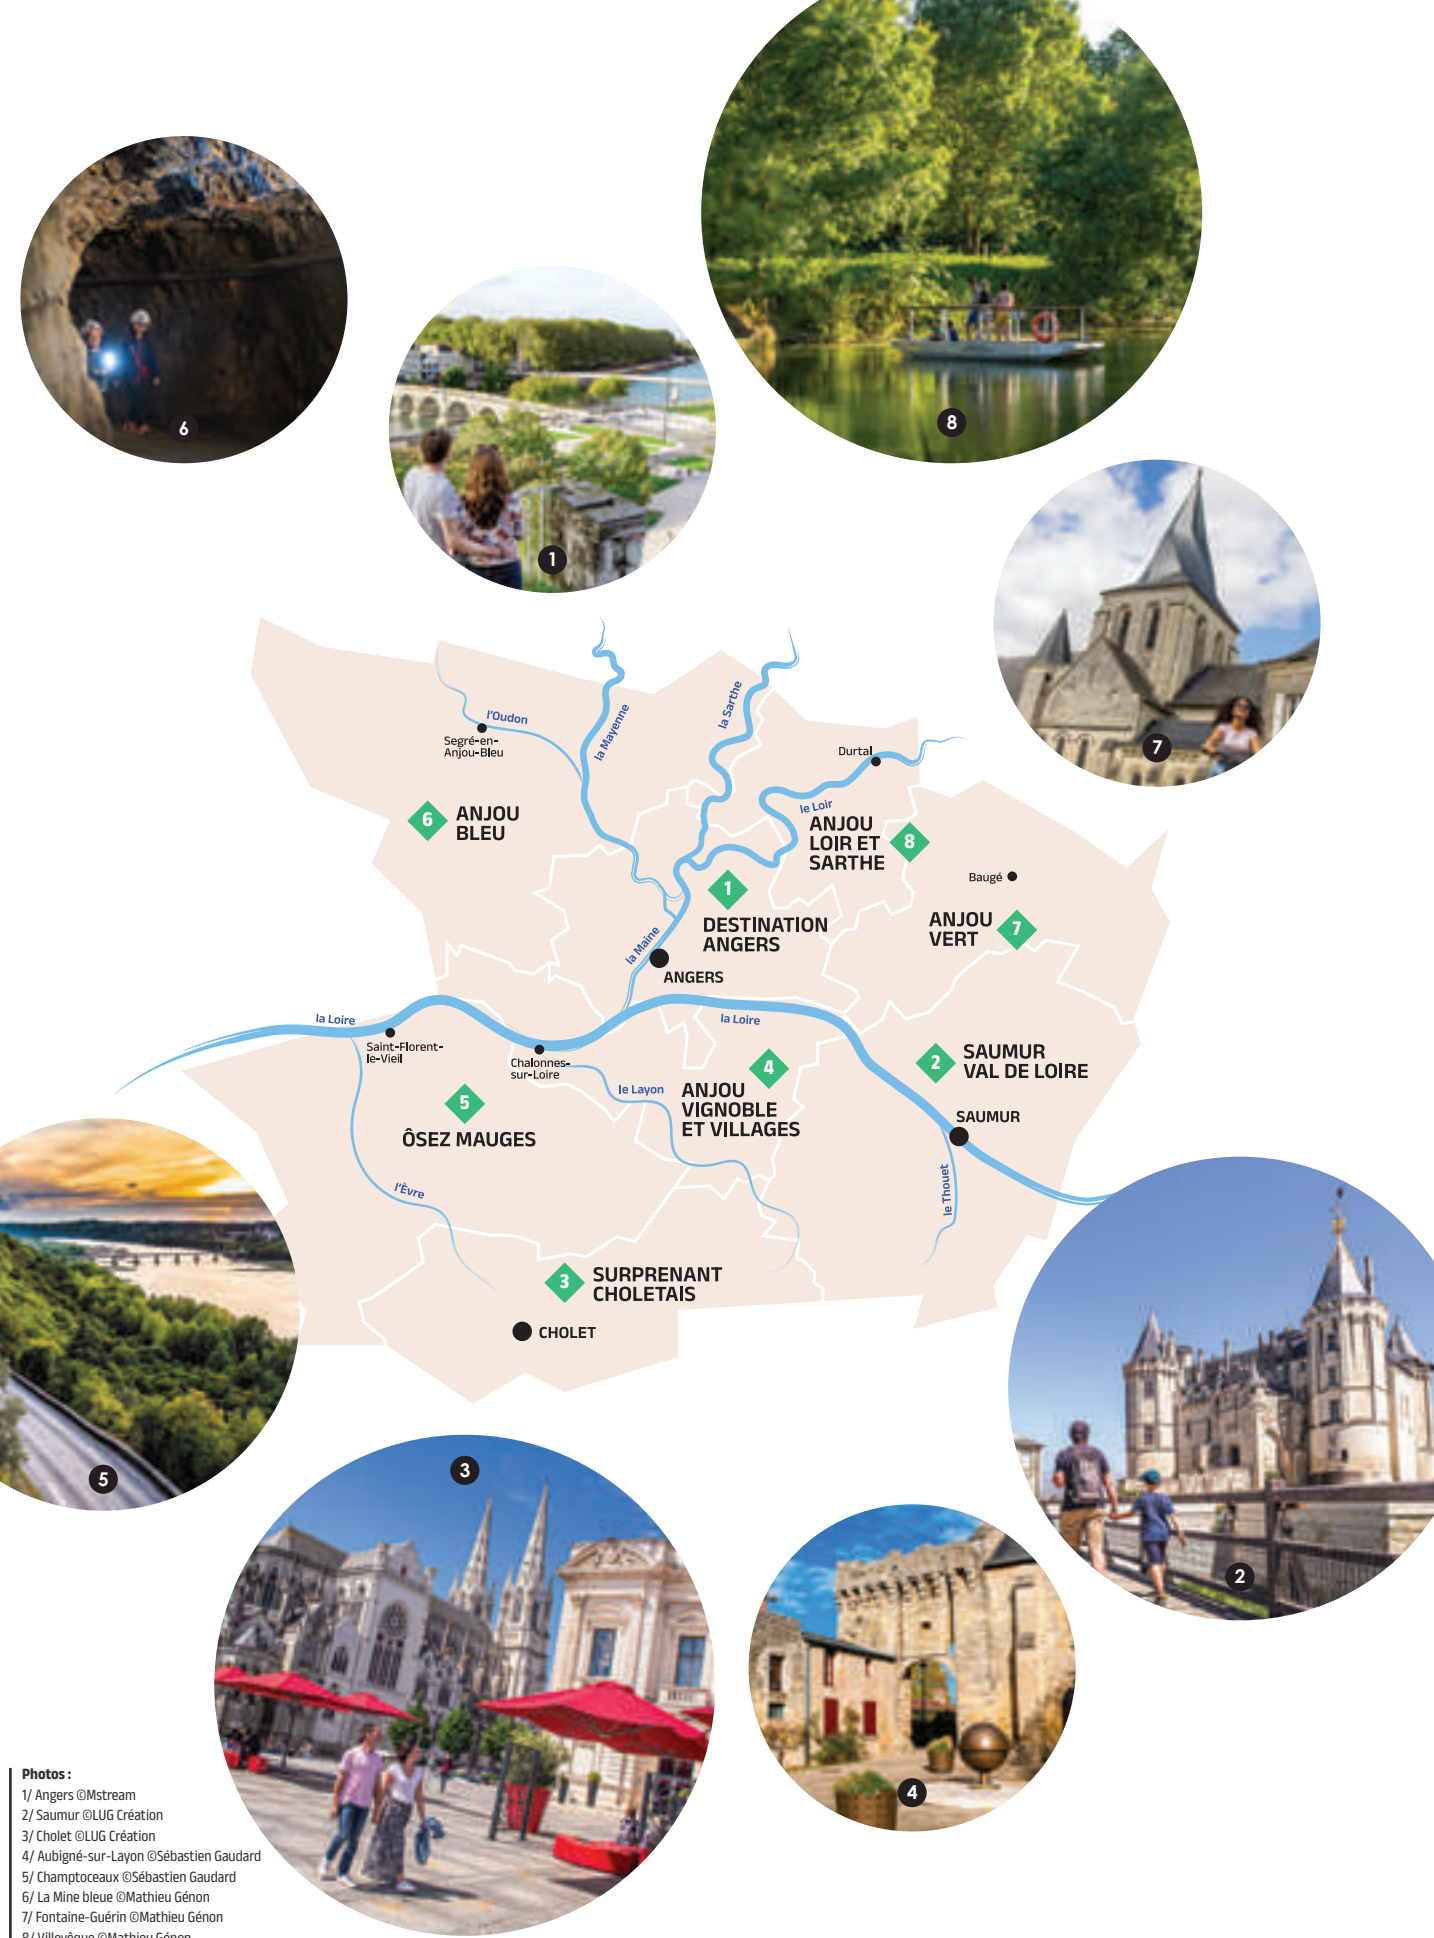 6
1
8
7
l'Oudon
Segré-en-
Anjou-Bleu
la Mayenne
la Sarthe
Durtal
le Loir
6
ANJOU
BLEU
ANJOU
LOIR ET
SARTHE
8
Baugé
1
DESTINATION
ANGERS
ANJOU
VERT
7
la Maine
ANGERS
la Loire
Saint-Florent-
le-Vieil
Chalonnes-
sur-Loire
la Loire
2
SAUMUR
VAL DE LOIRE
4
ANJOU
VIGNOBLE
ET VILLAGES
le Layon
5
ÔSEZ MAUGES
SAUMUR
l'Èvre
le Thouet
3
SURPRENANT
CHOLETAIS
CHOLET
5
3
2
4
Photos :
1/ Angers ©Mstream
2/ Saumur ©LUG Création
3/ Cholet ©LUG Création
4/ Aubigné-sur-Layon ©Sébastien Gaudard
5/ Champtoceaux ©Sébastien Gaudard
6/ La Mine bleue ©Mathieu Génon
7/ Fontaine-Guérin ©Mathieu Génon
8/ Villevêque ©Mathieu Génon